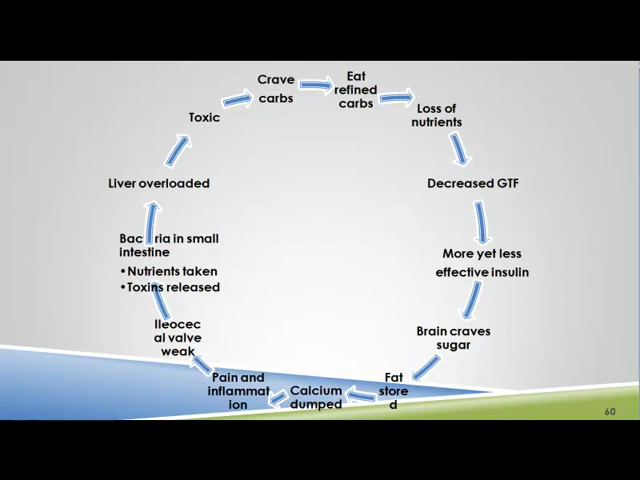 Crave
carbs
Eat
refined
carbs
Loss of
nutrients
Decreased GTF
More yet less
effective insulin
Brain craves
sugar
Fat
store
d
Calcium
dumped
Pain and
inflammat
ion
Ileocec
al valve
weak
Bacteria in small
intestine
•Nutrients taken
•Toxins released
Liver overloaded
Toxic
60